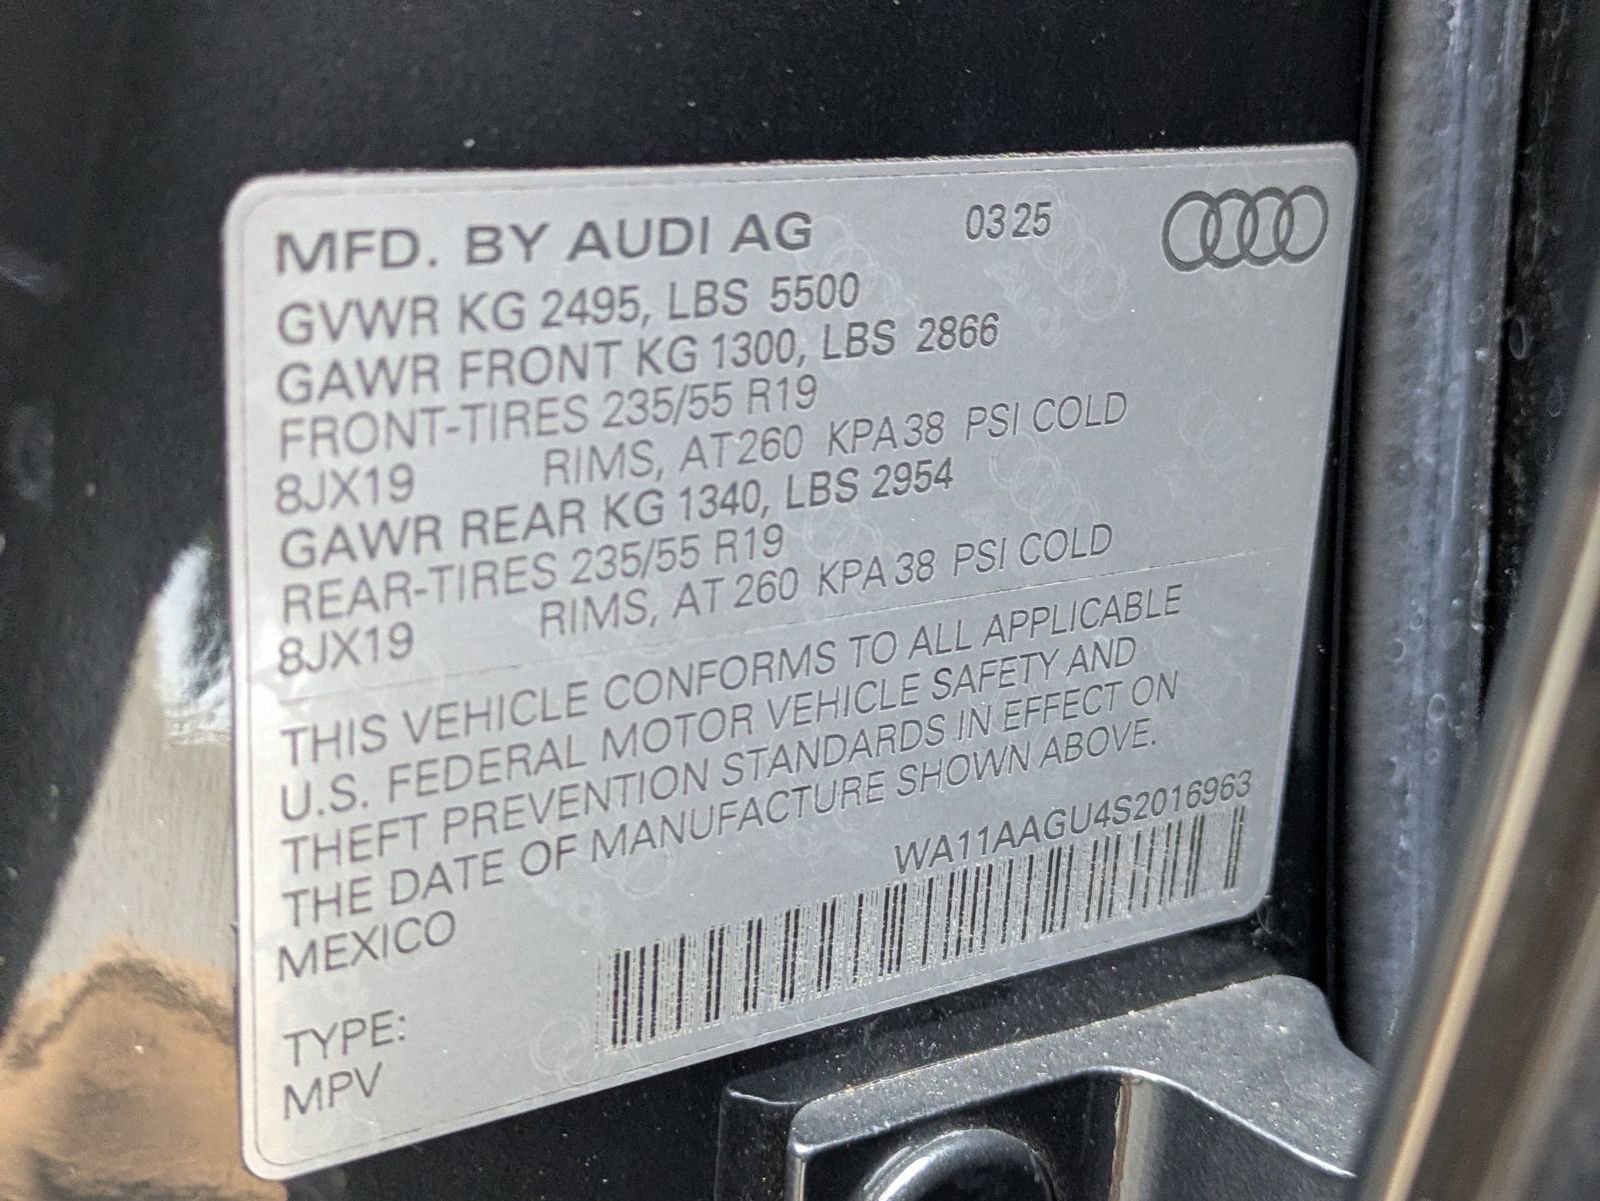 MFD. BY AUDI AG 03 25
GVWR KG 2495, LBS 5500
GAWR FRONT KG 1300, LBS 2866
FRONT-TIRES 235/55 R19
8JX19 RIMS, AT 260 KPA 38 PSI COLD
GAWR REAR KG 1340, LBS 2954
REAR-TIRES 235/55 R19
8JX19 RIMS, AT 260 KPA 38 PSI COLD
THIS VEHICLE CONFORMS TO ALL APPLICABLE
U.S. FEDERAL MOTOR VEHICLE SAFETY AND
THEFT PREVENTION STANDARDS IN EFFECT ON
THE DATE OF MANUFACTURE SHOWN ABOVE.
MEXICO WA11AAGU4S2016963
TYPE:
MPV